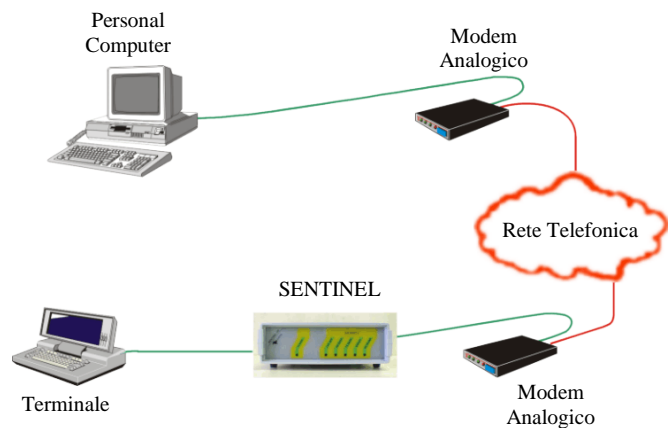 Personal
Computer
Modem
Analogico
Rete Telefonica
SENTINEL
Terminale
Modem
Analogico